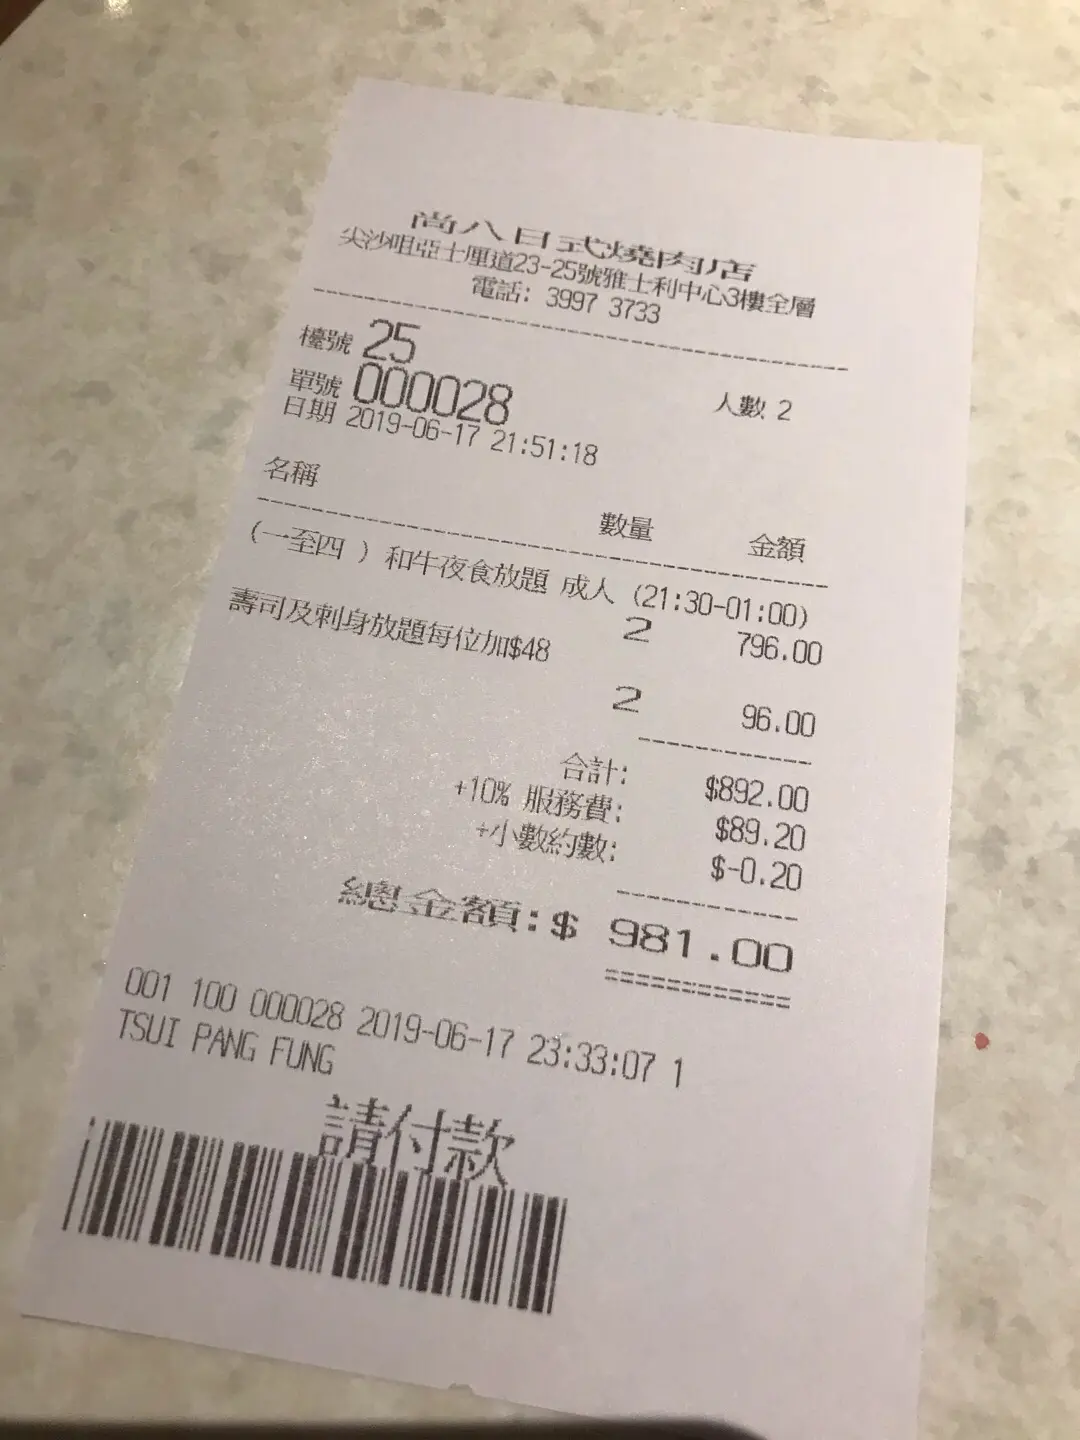 尚八日式燒肉店
尖沙咀亞士厘道23-25號雅士利中心3樓全層
電話: 3997 3733
檯號 25
單號 000028 人數 2
日期 2019-06-17 21:51:18
名稱 數量 金額
(一至四 ) 和牛夜食放題 成人 (21:30-01:00)
2 796.00
壽司及刺身放題每位加$48
2 96.00
合計: $892.00
+10% 服務費: $89.20
+小數約數: $-0.20
總金額:$ 981.00
001 100 000028 2019-06-17 23:33:07 1
TSUI PANG FUNG
請付款